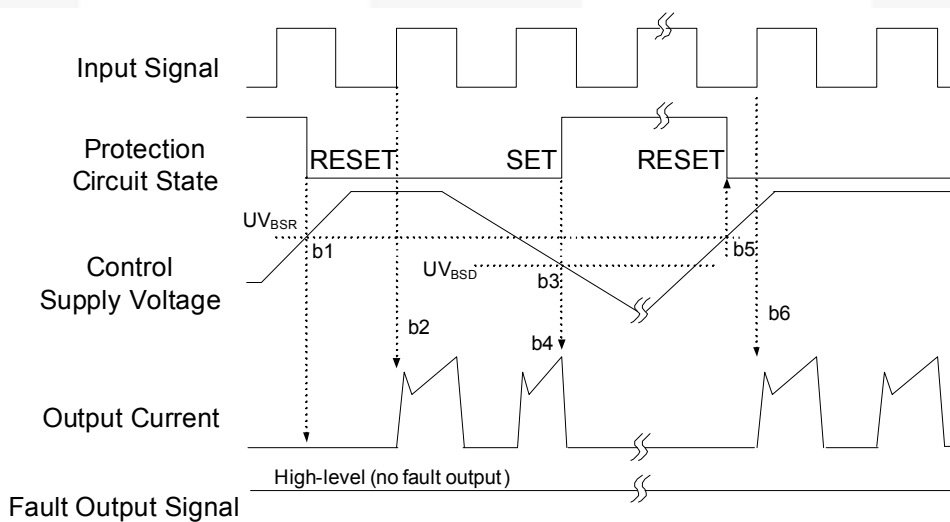 Input Signal
Protection
Circuit State
RESET
SET
RESET
UVBSR
b1
b5
UVBSD
b3
Control
Supply Voltage
b2
b4
b6
Output Current
High-level (no fault output)
Fault Output Signal